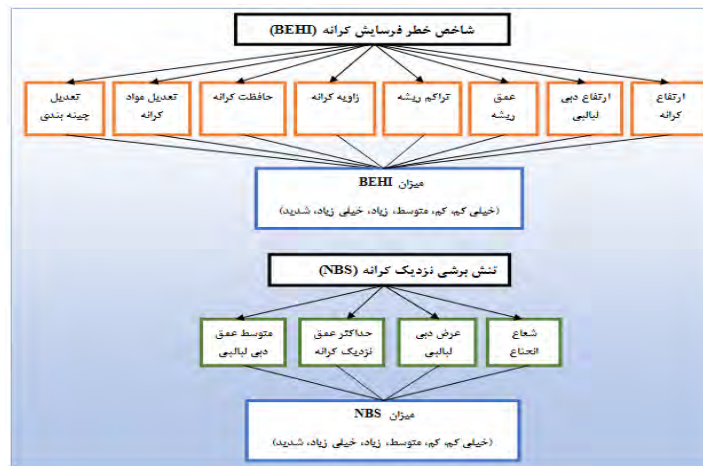 شاخص خطر فرسایش کرانه (BEHI)
ارتفاع
کرانه
ارتفاع دبی
لبالبی
عمق
ریشه
تراکم ریشه
زاویه کرانه
حافظت کرانه
تعدیل مواد
کرانه
تعدیل
چینه بندی
میزان BEHI
(خیلی کم، کم، متوسط، زیاد، خیلی زیاد، شدید)
تنش برشی نزدیک کرانه (NBS)
شعاع
انحناع
عرض دبی
لبالبی
حداکثر عمق
نزدیک کرانه
متوسط عمق
دبی لبالبی
میزان NBS
(خیلی کم، کم، متوسط، زیاد، خیلی زیاد، شدید)